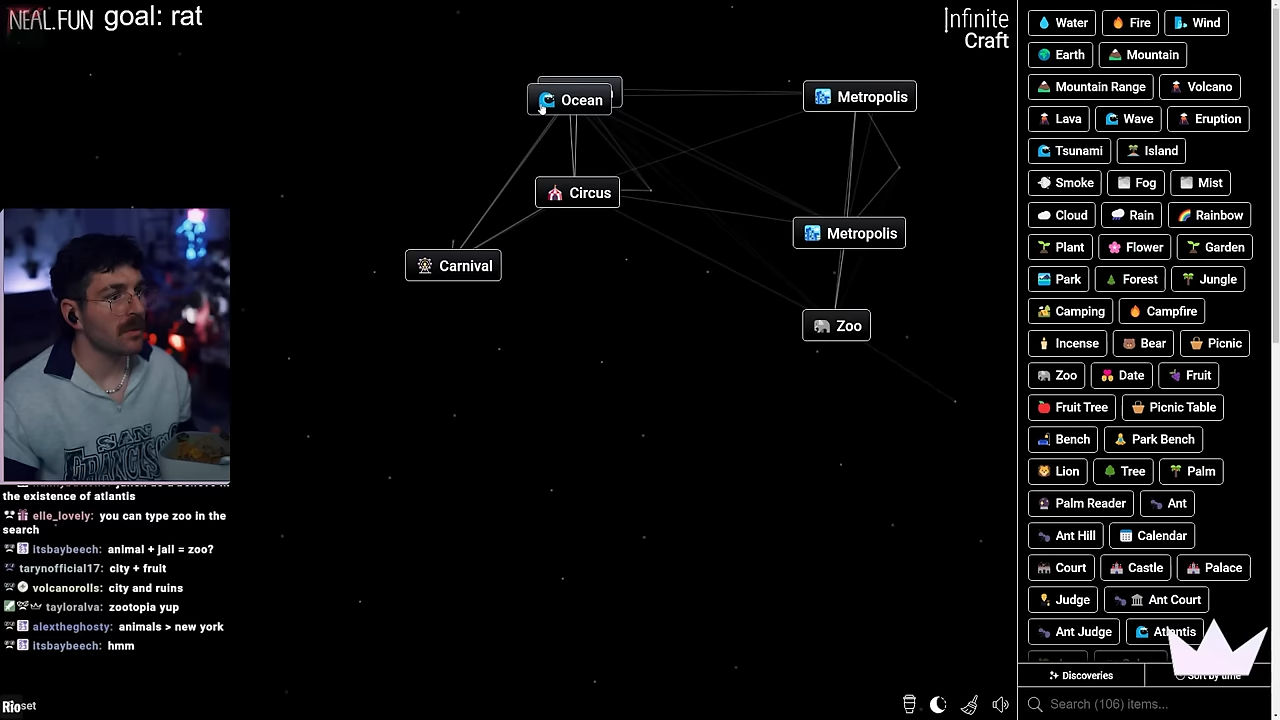 NEAL.FUN goal: rat
Infinite
Craft
Ocean
Metropolis
Circus
Metropolis
Carnival
Zoo
Water Fire Wind
Earth Mountain
Mountain Range Volcano
Lava Wave Eruption
Tsunami Island
Smoke Fog Mist
Cloud Rain Rainbow
Plant Flower Garden
Park Forest Jungle
Camping Campfire
Incense Bear Picnic
Zoo Date Fruit
Fruit Tree Picnic Table
Bench Park Bench
Lion Tree Palm
Palm Reader Ant
Ant Hill Calendar
Court Castle Palace
Judge Ant Court
Ant Judge Atlantis
Discoveries Sort by time
Search (106) items...
SAN
FRANCISCO
the existence of atlantis
elle_lovely: you can type zoo in the
search
itsbaybeech: animal + jail = zoo?
tarynofficial17: city + fruit
volcanorolls: city and ruins
tayloralva: zootopia yup
alextheghosty: animals > new york
itsbaybeech: hmm